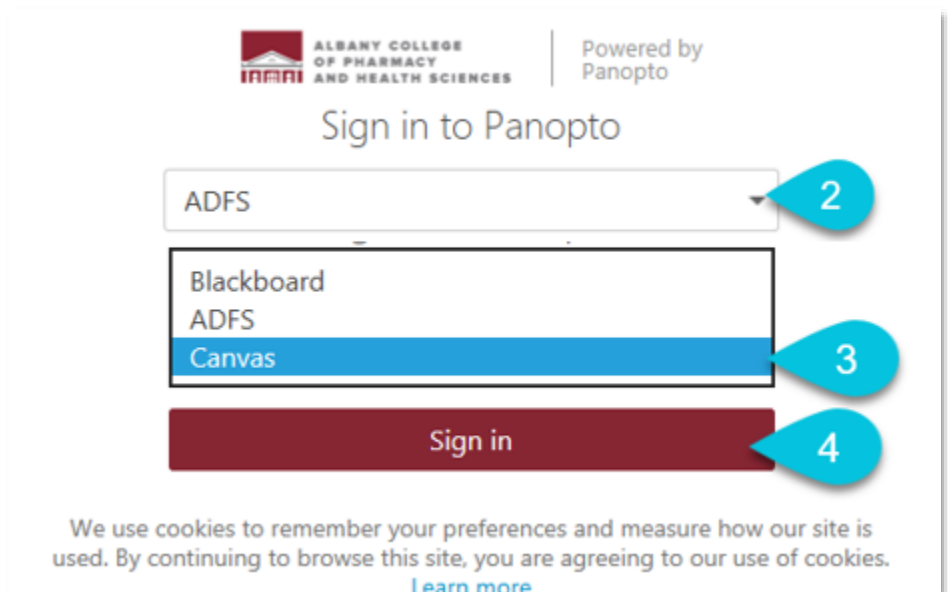 ALBANY COLLEGE
OF PHARMACY
AND HEALTH SCIENCES
Powered by
Panopto
Sign in to Panopto
ADFS
2
Blackboard
ADFS
Canvas
3
Sign in
4
We use cookies to remember your preferences and measure how our site is
used. By continuing to browse this site, you are agreeing to our use of cookies.
Learn more